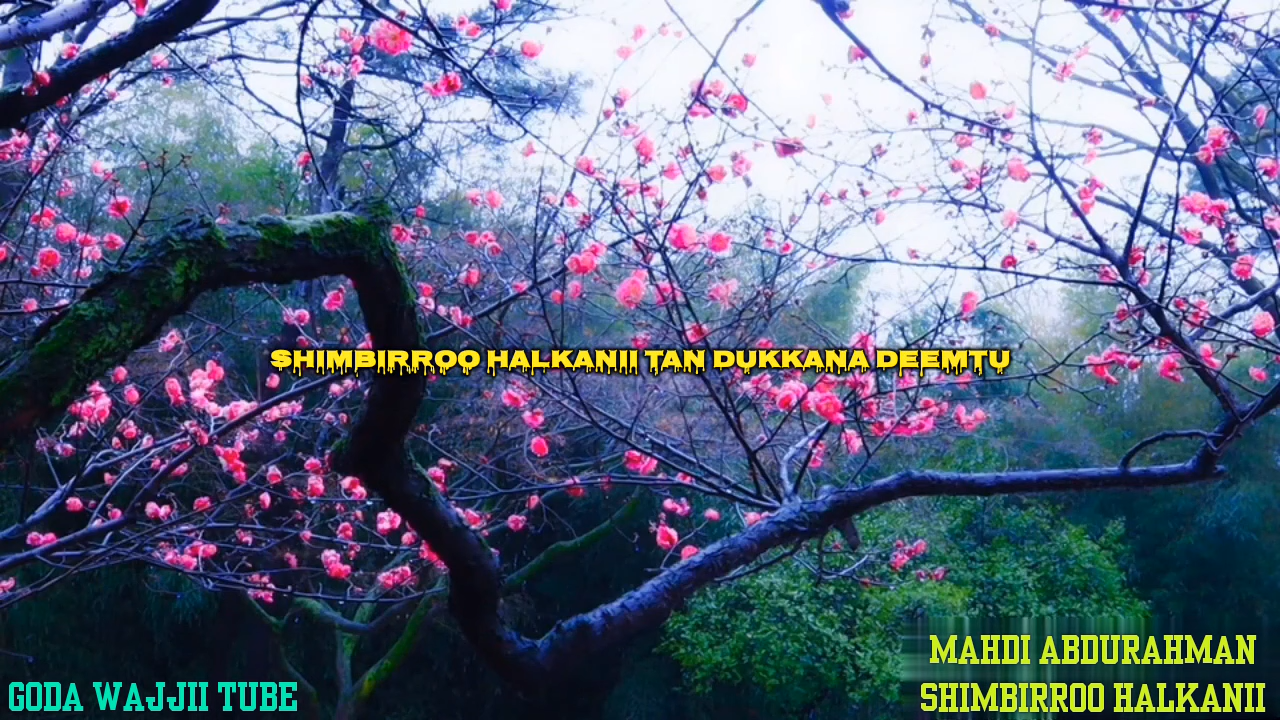 SHIMBIRROO HALKANII TAN DUKKANA DEEMTU
MAHDI ABDURAHMAN
GODA WAJJII TUBE
SHIMBIRROO HALKANII